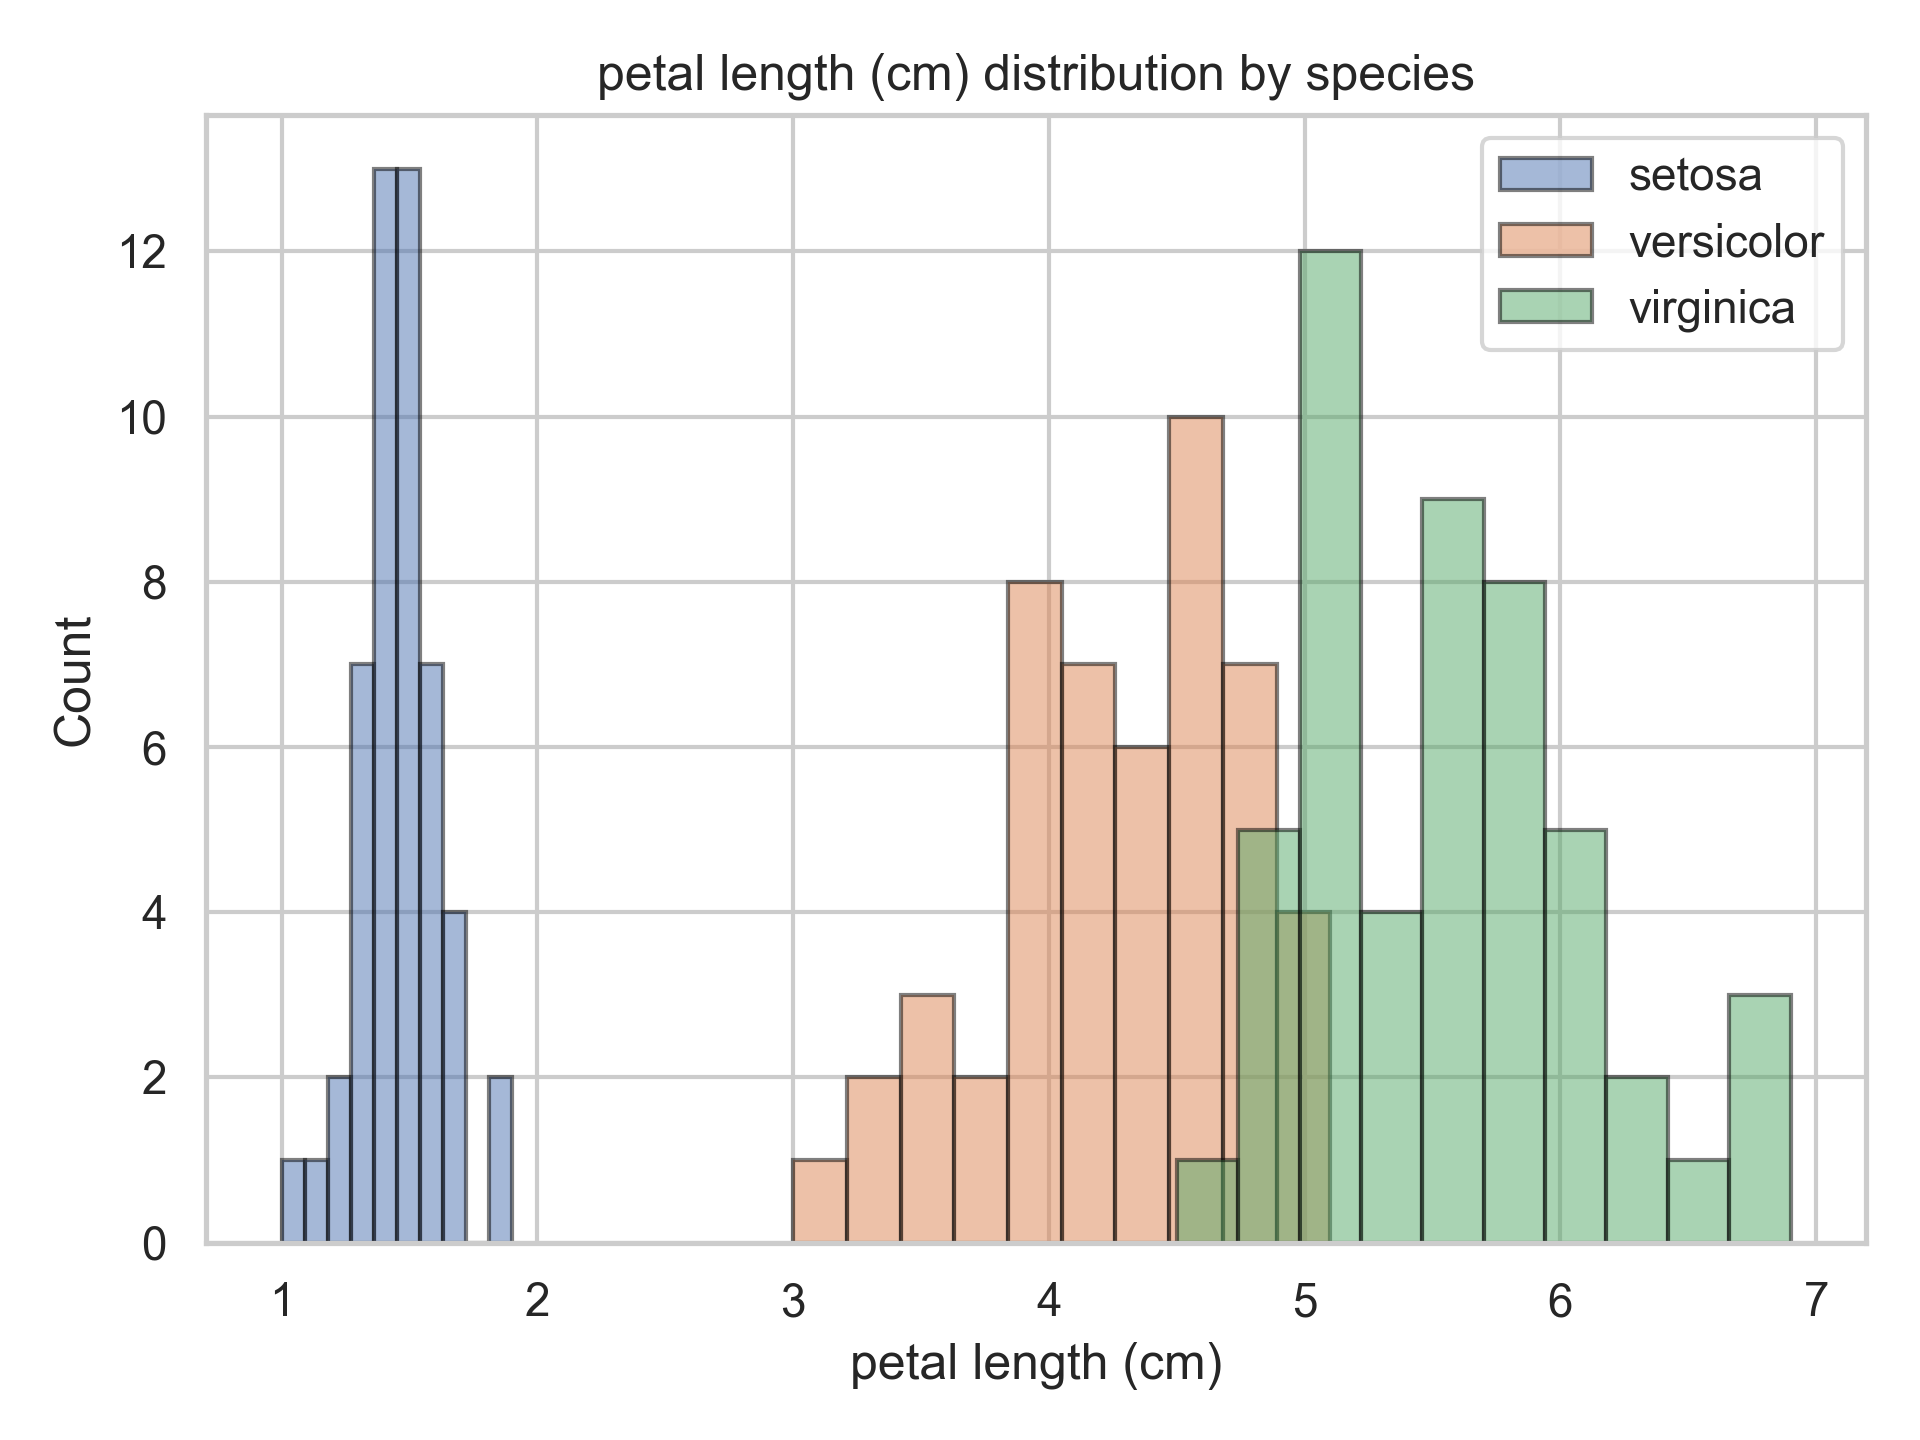 petal length (cm) distribution by species
setosa
versicolor
virginica
12
10
8
6
4
2
0
Count
1 2 3 4 5 6 7
petal length (cm)